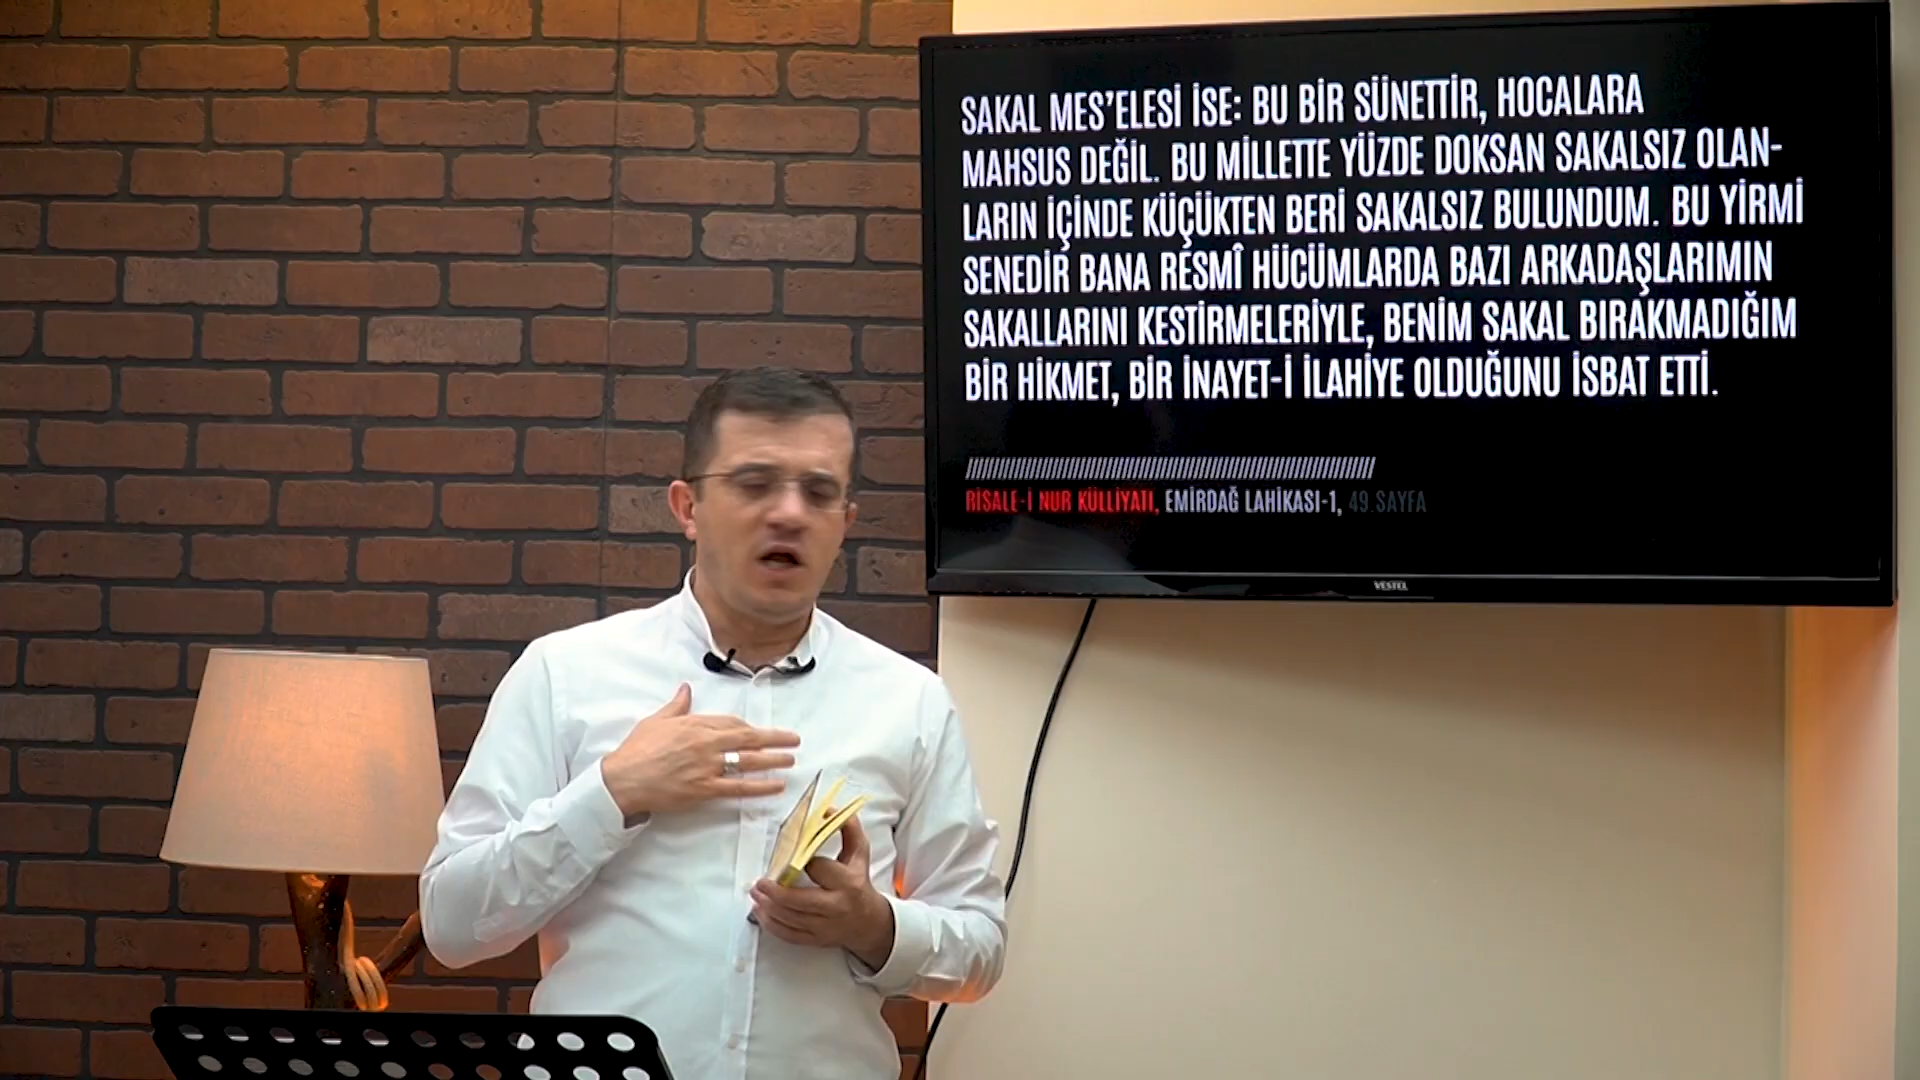 SAKAL MES'ELESİ İSE: BU BİR SÜNETTİR, HOCALARA
MAHSUS DEĞİL. BU MİLLETTE YÜZDE DOKSAN SAKALSIZ OLAN-
LARIN İÇİNDE KÜÇÜKTEN BERİ SAKALSIZ BULUNDUM. BU YİRMİ
SENEDİR BANA RESMÎ HÜCÜMLARDA BAZI ARKADAŞLARIMIN
SAKALLARINI KESTİRMELERİYLE, BENİM SAKAL BIRAKMADIĞIM
BİR HİKMET, BİR İNAYET-İ İLAHİYE OLDUĞUNU İSBAT ETTİ.
RİSALE-İ NUR KÜLLİYATI, EMİRDAĞ LAHİKASI-1, 49.SAYFA
VESTEL